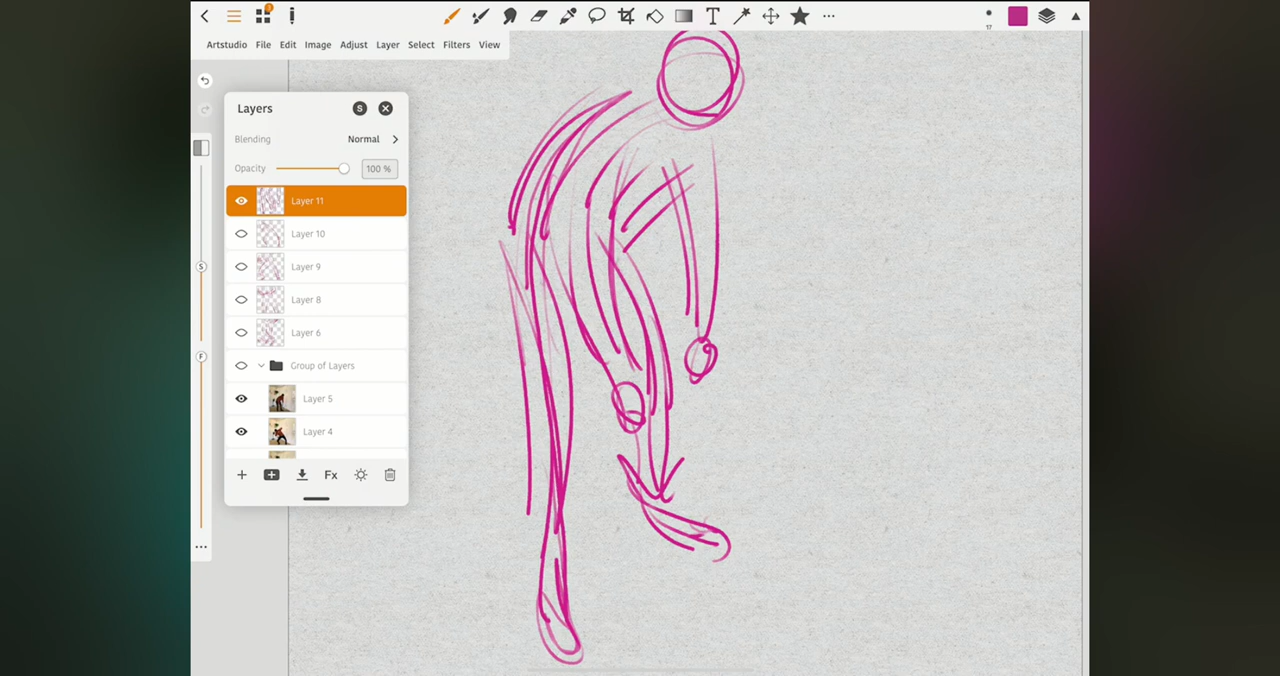 T
17
Artstudio File Edit Image Adjust Layer Select Filters View
Layers S
Blending Normal
Opacity 100 %
Layer 11
Layer 10
Layer 9
S
Layer 8
Layer 6
F
Group of Layers
Layer 5
Layer 4
Fx